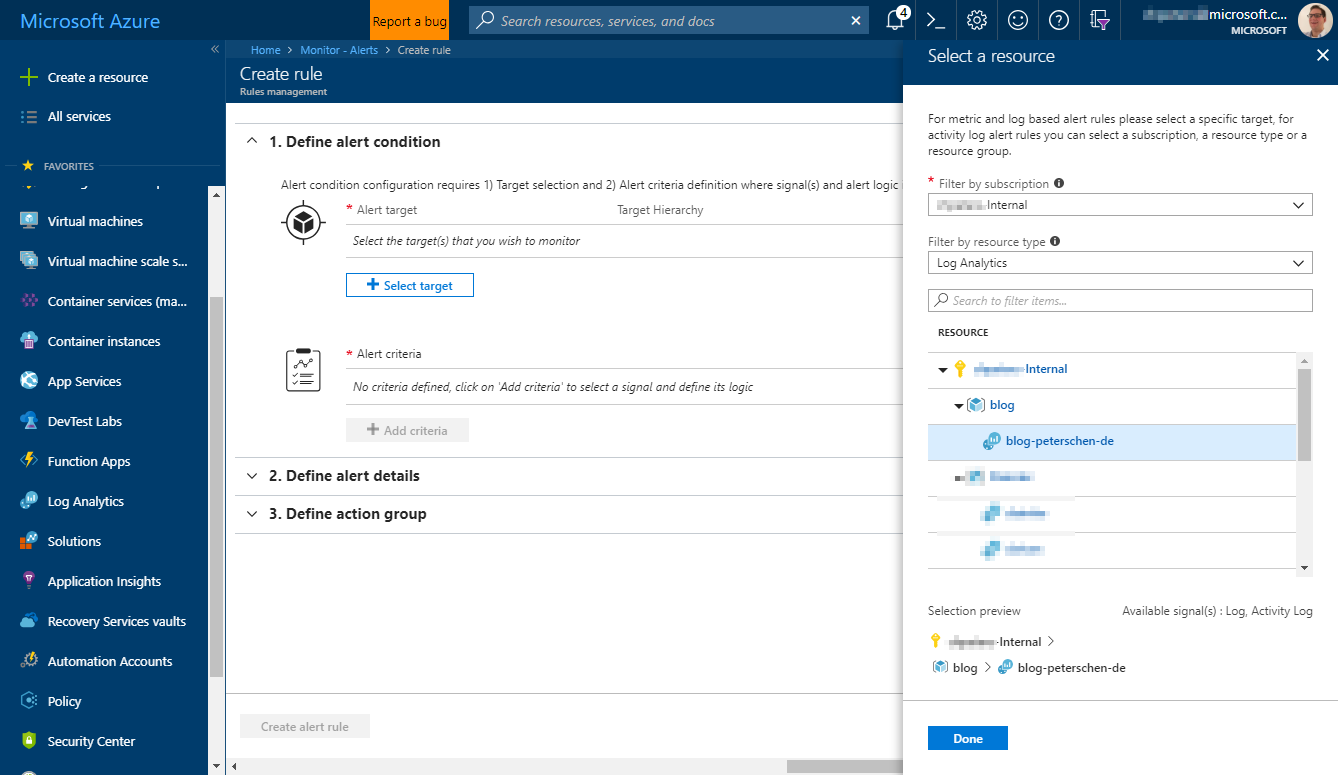 Microsoft Azure
Report a bug
Search resources, services, and docs
4
microsoft.c...
MICROSOFT
Create a resource
All services
FAVORITES
Virtual machines
Virtual machine scale s...
Container services (ma...
Container instances
App Services
DevTest Labs
Function Apps
Log Analytics
Solutions
Application Insights
Recovery Services vaults
Automation Accounts
Policy
Security Center
Home > Monitor - Alerts > Create rule
Create rule
Rules management
1. Define alert condition
Alert condition configuration requires 1) Target selection and 2) Alert criteria definition where signal(s) and alert logic
* Alert target Target Hierarchy
Select the target(s) that you wish to monitor
+ Select target
* Alert criteria
No criteria defined, click on 'Add criteria' to select a signal and define its logic
+ Add criteria
2. Define alert details
3. Define action group
Create alert rule
Select a resource
For metric and log based alert rules please select a specific target, for
activity log alert rules you can select a subscription, a resource type or a
resource group.
* Filter by subscription
Internal
Filter by resource type
Log Analytics
Search to filter items...
RESOURCE
-Internal
blog
blog-peterschen-de
Selection preview Available signal(s) : Log, Activity Log
-Internal >
blog > blog-peterschen-de
Done